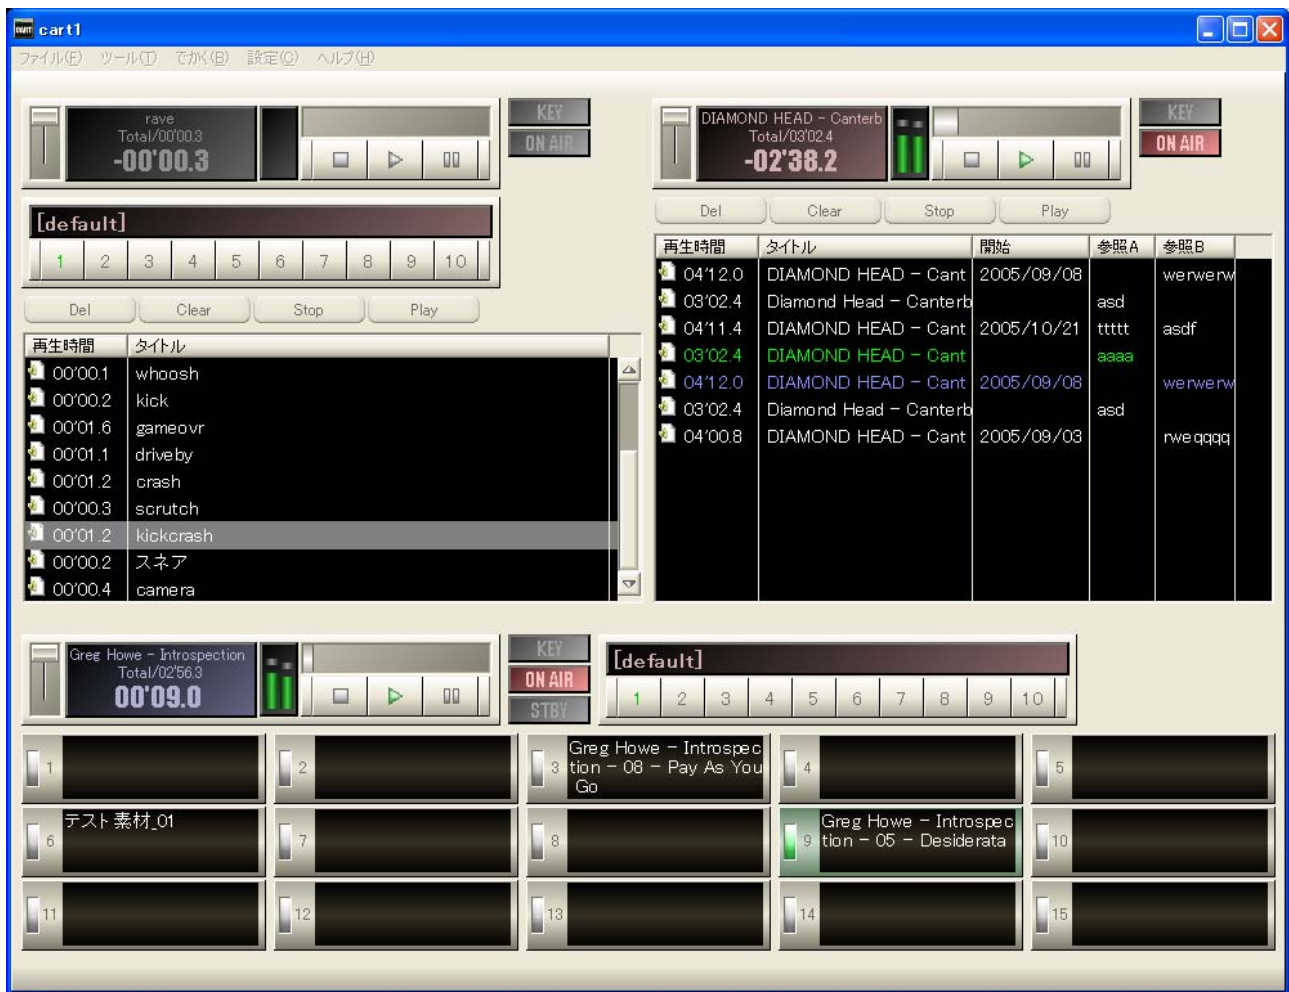 cart1
ファイル(F) ツール(T) でかく(B) 設定(C) ヘルプ(H)
rave
Total/00'00.3
-00'00.3
KEY
ON AIR
[default]
1 2 3 4 5 6 7 8 9 10
Del Clear Stop Play
再生時間 タイトル
00'00.1 whoosh
00'00.2 kick
00'01.6 gameovr
00'01.1 driveby
00'01.2 crash
00'00.3 scrutch
00'01.2 kickcrash
00'00.2 スネア
00'00.4 camera
DIAMOND HEAD - Canterb
Total/03'02.4
-02'38.2
KEY
ON AIR
Del Clear Stop Play
再生時間 タイトル 開始 参照A 参照B
04'12.0 DIAMOND HEAD - Cant 2005/09/08 werwerw
03'02.4 Diamond Head - Canterb asd
04'11.4 DIAMOND HEAD - Cant 2005/10/21 ttttt asdf
03'02.4 DIAMOND HEAD - Cant aaaa
04'12.0 DIAMOND HEAD - Cant 2005/09/08 werwerw
03'02.4 Diamond Head - Canterb asd
04'00.8 DIAMOND HEAD - Cant 2005/09/03 rweqqqq
Greg Howe - Introspection
Total/02'56.3
00'09.0
KEY
ON AIR
STBY
[default]
1 2 3 4 5 6 7 8 9 10
1
2
3 Greg Howe - Introspec
tion - 08 - Pay As You
Go
4
5
6 テスト素材_01
7
8
9 Greg Howe - Introspec
tion - 05 - Desiderata
10
11
12
13
14
15